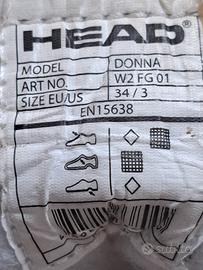 HEAD®
MODEL DONNA
ART NO. W2 FG 01
SIZE EU/US 34 / 3
EN15638